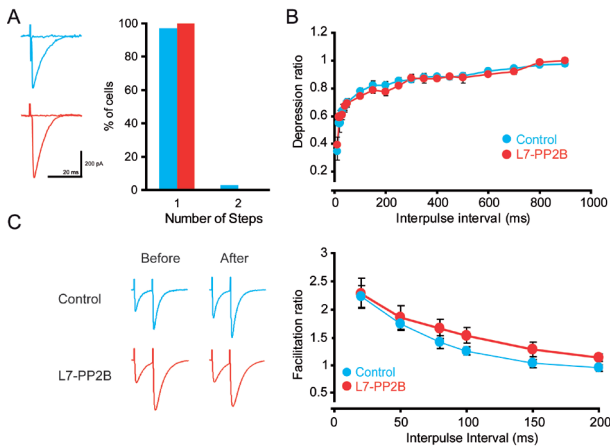 A
200 pA
20 ms
% of cells
100
80
60
40
20
0
1
2
Number of Steps
B
Depression ratio
1.2
1
0.8
0.6
0.4
0.2
0
200
400
600
800
1000
Interpulse interval (ms)
Control
L7-PP2B
C
Before
After
Control
L7-PP2B
Facilitation ratio
3
2.5
2
1.5
1
0.5
0
50
100
150
200
Interpulse Interval (ms)
Control
L7-PP2B